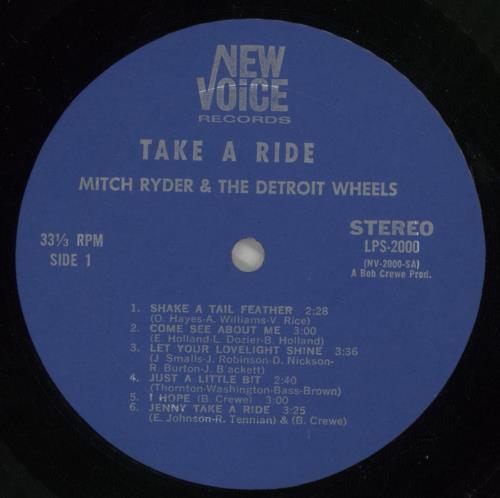 NEW
VOICE
RECORDS
TAKE A RIDE
MITCH RYDER & THE DETROIT WHEELS
33⅓ RPM
SIDE 1
STEREO
LPS-2000
(NV-2000-SA)
A Bob Crewe Prod.
1. SHAKE A TAIL FEATHER 2:28
(O. Hayes-A. Williams-V. Rice)
2. COME SEE ABOUT ME 3:00
(E. Holland-L. Dozier-B. Holland)
3. LET YOUR LOVELIGHT SHINE 3:36
(J. Smalls-J. Robinson-D. Nickson-
R. Burton-J. Blackett)
4. JUST A LITTLE BIT 2:40
(Thornton-Washington-Bass-Brown)
5. I HOPE (B. Crewe) 3:00
6. JENNY TAKE A RIDE 3:25
(E. Johnson-R. Tennian) & (B. Crewe)